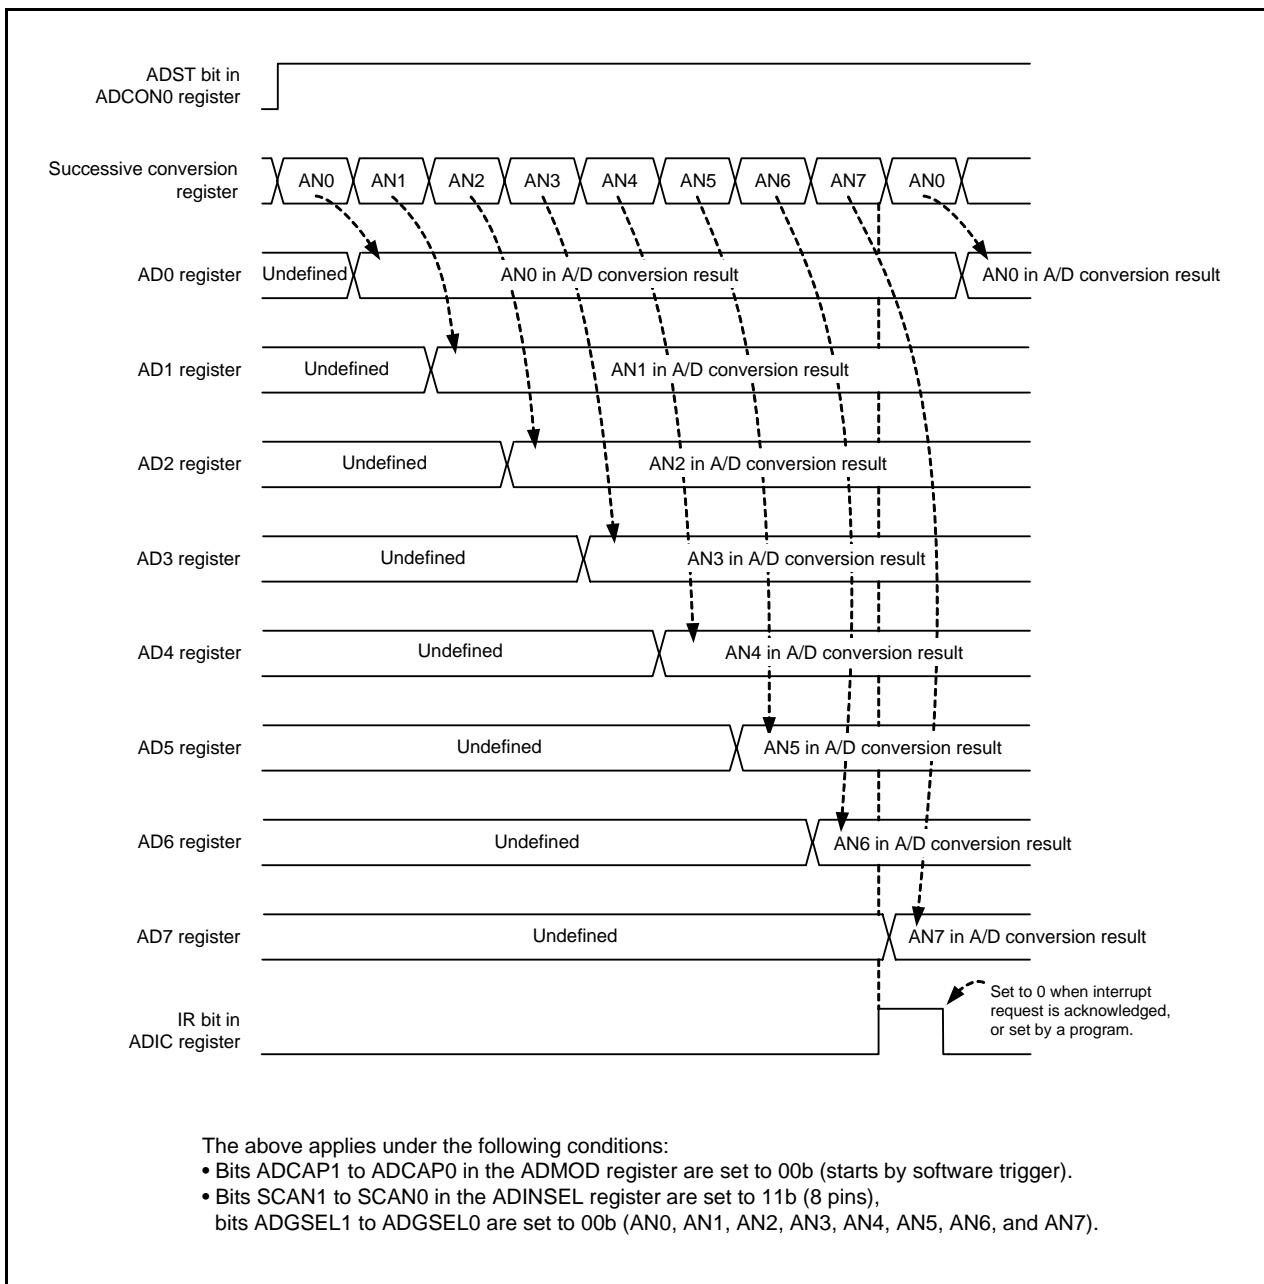 ADST bit in
ADCON0 register
Successive conversion
register
AN0 AN1 AN2 AN3 AN4 AN5 AN6 AN7 AN0
AD0 register
Undefined
AN0 in A/D conversion result
AN0 in A/D conversion result
AD1 register
Undefined
AN1 in A/D conversion result
AD2 register
Undefined
AN2 in A/D conversion result
AD3 register
Undefined
AN3 in A/D conversion result
AD4 register
Undefined
AN4 in A/D conversion result
AD5 register
Undefined
AN5 in A/D conversion result
AD6 register
Undefined
AN6 in A/D conversion result
AD7 register
Undefined
AN7 in A/D conversion result
IR bit in
ADIC register
Set to 0 when interrupt
request is acknowledged,
or set by a program.
The above applies under the following conditions:
• Bits ADCAP1 to ADCAP0 in the ADMOD register are set to 00b (starts by software trigger).
• Bits SCAN1 to SCAN0 in the ADINSEL register are set to 11b (8 pins),
bits ADGSEL1 to ADGSEL0 are set to 00b (AN0, AN1, AN2, AN3, AN4, AN5, AN6, and AN7).